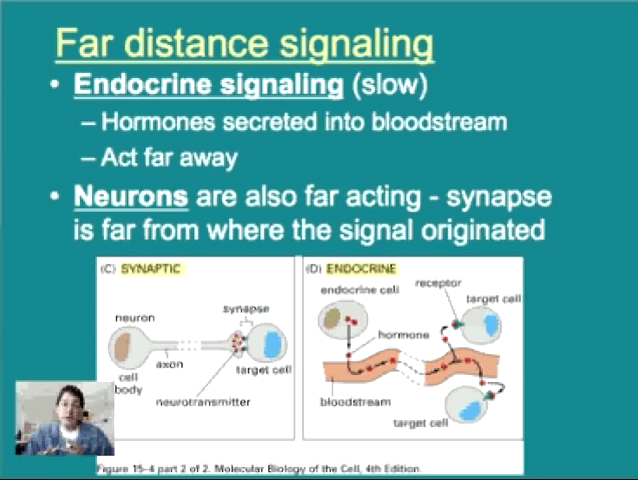 Far distance signaling
• Endocrine signaling (slow)
– Hormones secreted into bloodstream
– Act far away
• Neurons are also far acting - synapse
is far from where the signal originated
(C) SYNAPTIC
neuron
synapse
axon
cell
body
target cell
neurotransmitter
(D) ENDOCRINE
endocrine cell
receptor
target cell
hormone
bloodstream
target cell
Figure 15–4 part 2 of 2. Molecular Biology of the Cell, 4th Edition.